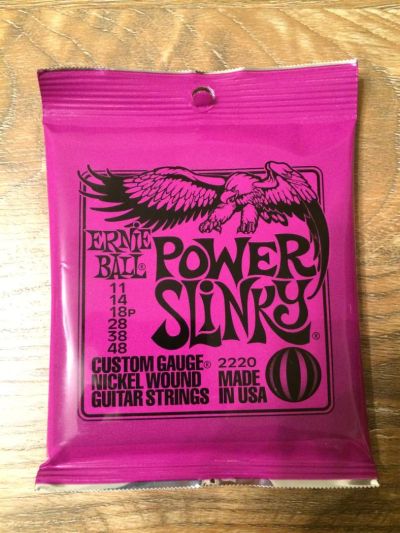 ERNIE BALL®
POWER SLINKY®
11
14
18P
28
38
48
CUSTOM GAUGE®
NICKEL WOUND
GUITAR STRINGS
2220
MADE
IN USA